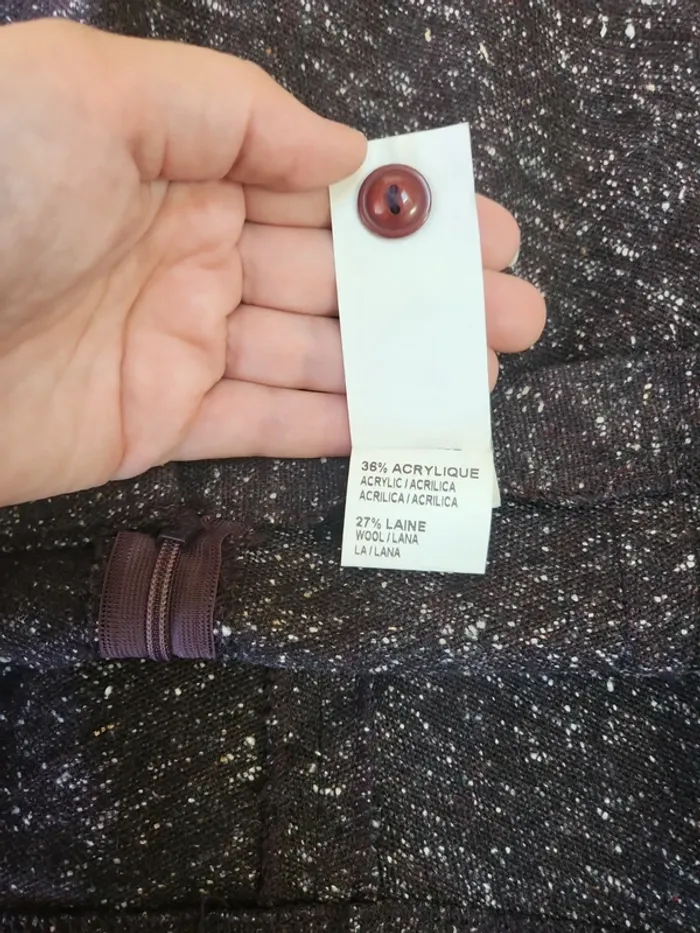 36% ACRYLIQUE
ACRYLIC / ACRILICA
ACRILICA / ACRILICA
27% LAINE
WOOL / LANA
LA / LANA